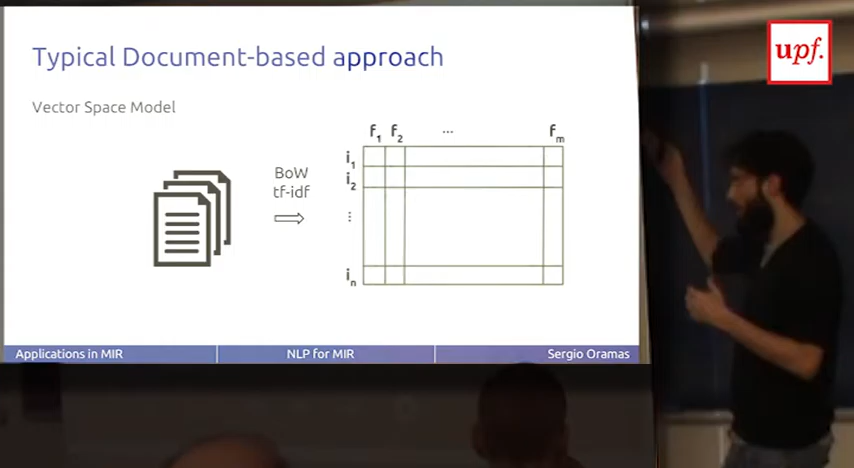 Typical Document-based approach
upf.
Vector Space Model
BoW
tf-idf
f1 f2 ... fm
i1
i2
⋮
in
Applications in MIR
NLP for MIR
Sergio Oramas